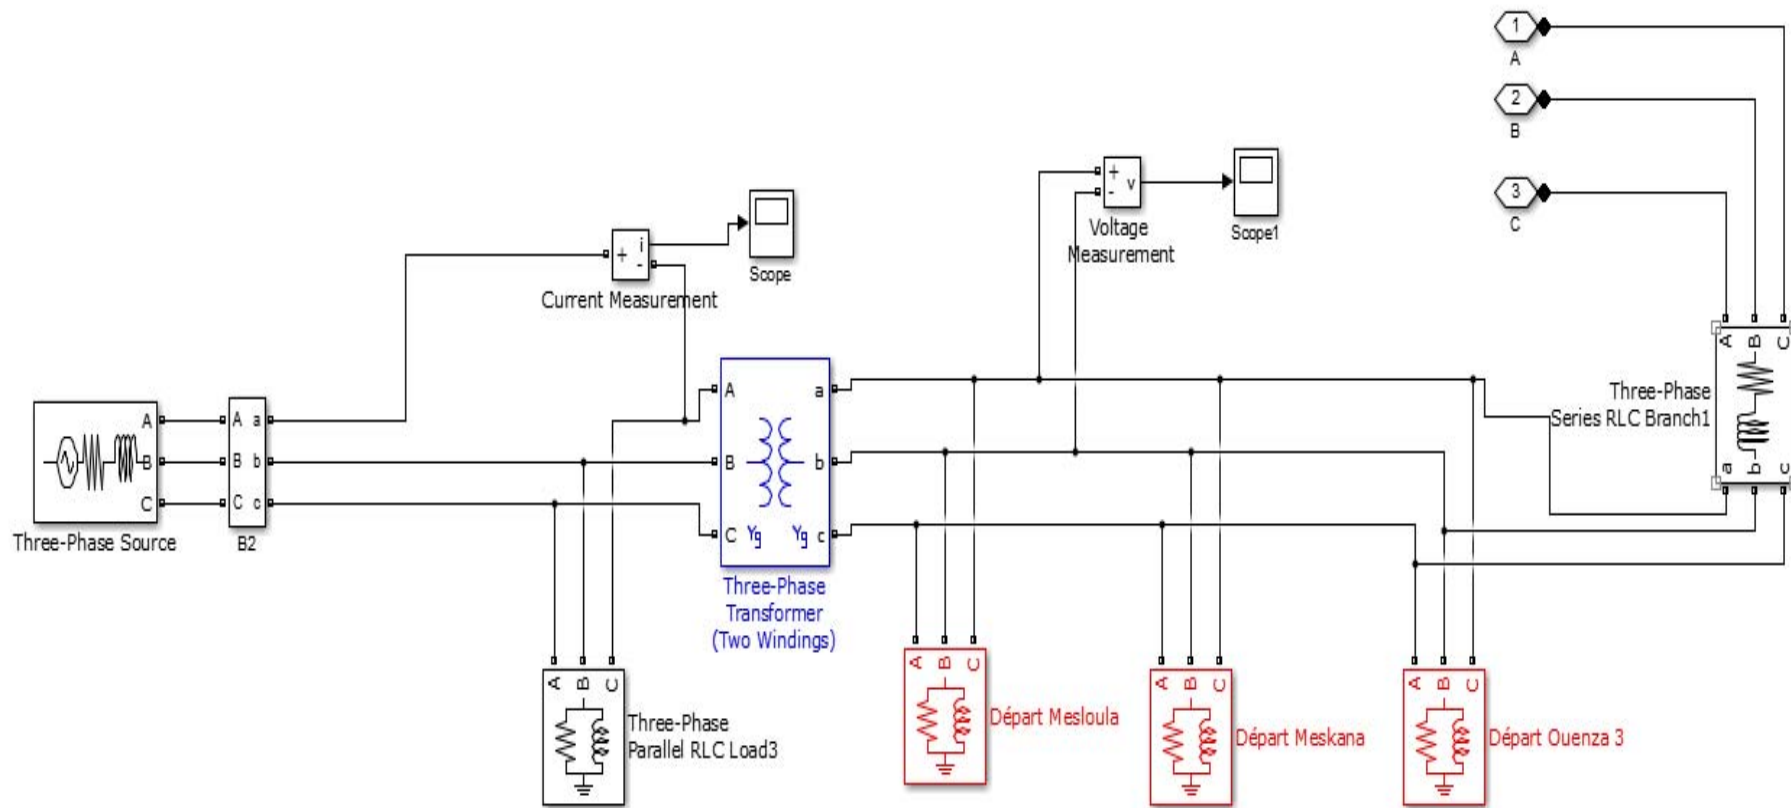 1
A
2
B
3
C
+
-
v
Voltage
Measurement
Scope1
+
i
-
Current Measurement
Scope
A
B
C
Three-Phase Source
A a
B b
C c
B2
A a
B b
C Yg Yg c
Three-Phase
Transformer
(Two Windings)
A B C
Three-Phase
Series RLC Branch1
a b c
A B C
Three-Phase
Parallel RLC Load3
A B C
Départ Mesloula
A B C
Départ Meskana
A B C
Départ Ouenza 3